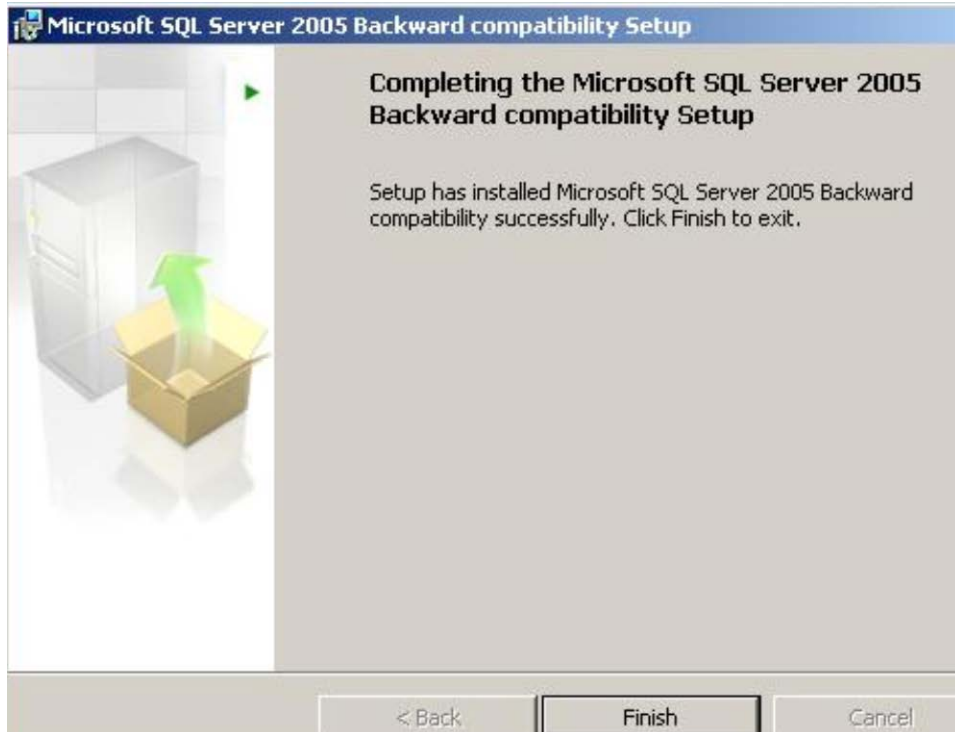 Microsoft SQL Server 2005 Backward compatibility Setup
Completing the Microsoft SQL Server 2005
Backward compatibility Setup
Setup has installed Microsoft SQL Server 2005 Backward
compatibility successfully. Click Finish to exit.
< Back Finish Cancel